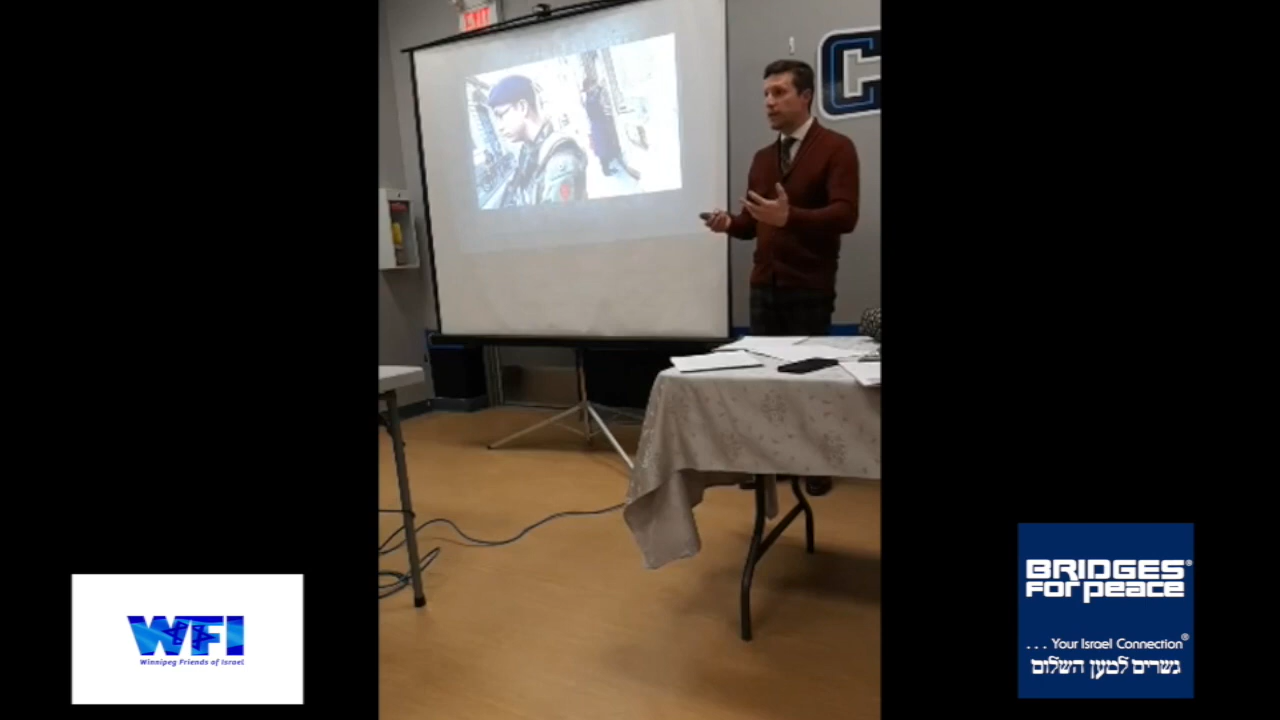 EXIT
C
WFI
Winnipeg Friends of Israel
BRIDGES®
FOR peace
... Your Israel Connection®
גשרים למען השלום